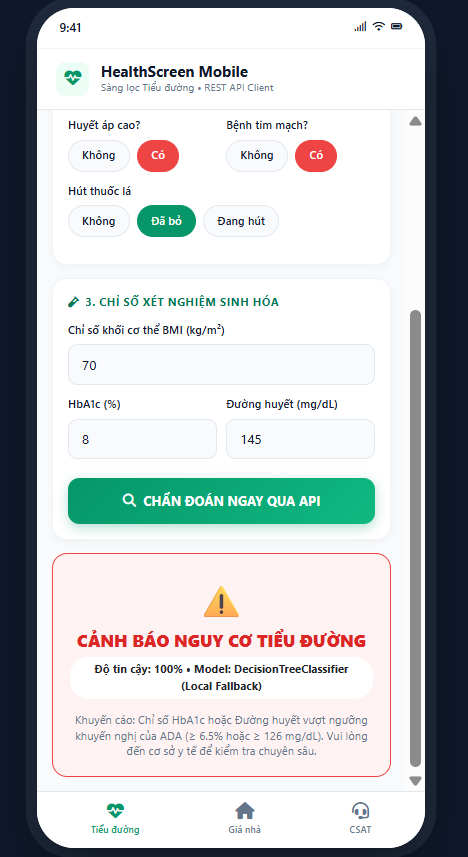 9:41
HealthScreen Mobile
Sàng lọc Tiểu đường • REST API Client
Huyết áp cao?
Bệnh tim mạch?
Không
Có
Không
Có
Hút thuốc lá
Không
Đã bỏ
Đang hút
3. CHỈ SỐ XÉT NGHIỆM SINH HÓA
Chỉ số khối cơ thể BMI (kg/m²)
70
HbA1c (%)
Đường huyết (mg/dL)
8
145
CHẨN ĐOÁN NGAY QUA API
CẢNH BÁO NGUY CƠ TIỂU ĐƯỜNG
Độ tin cậy: 100% • Model: DecisionTreeClassifier
(Local Fallback)
Khuyến cáo: Chỉ số HbA1c hoặc Đường huyết vượt ngưỡng
khuyến nghị của ADA (≥ 6.5% hoặc ≥ 126 mg/dL). Vui lòng
đến cơ sở y tế để kiểm tra chuyên sâu.
Tiểu đường
Giá nhà
CSAT